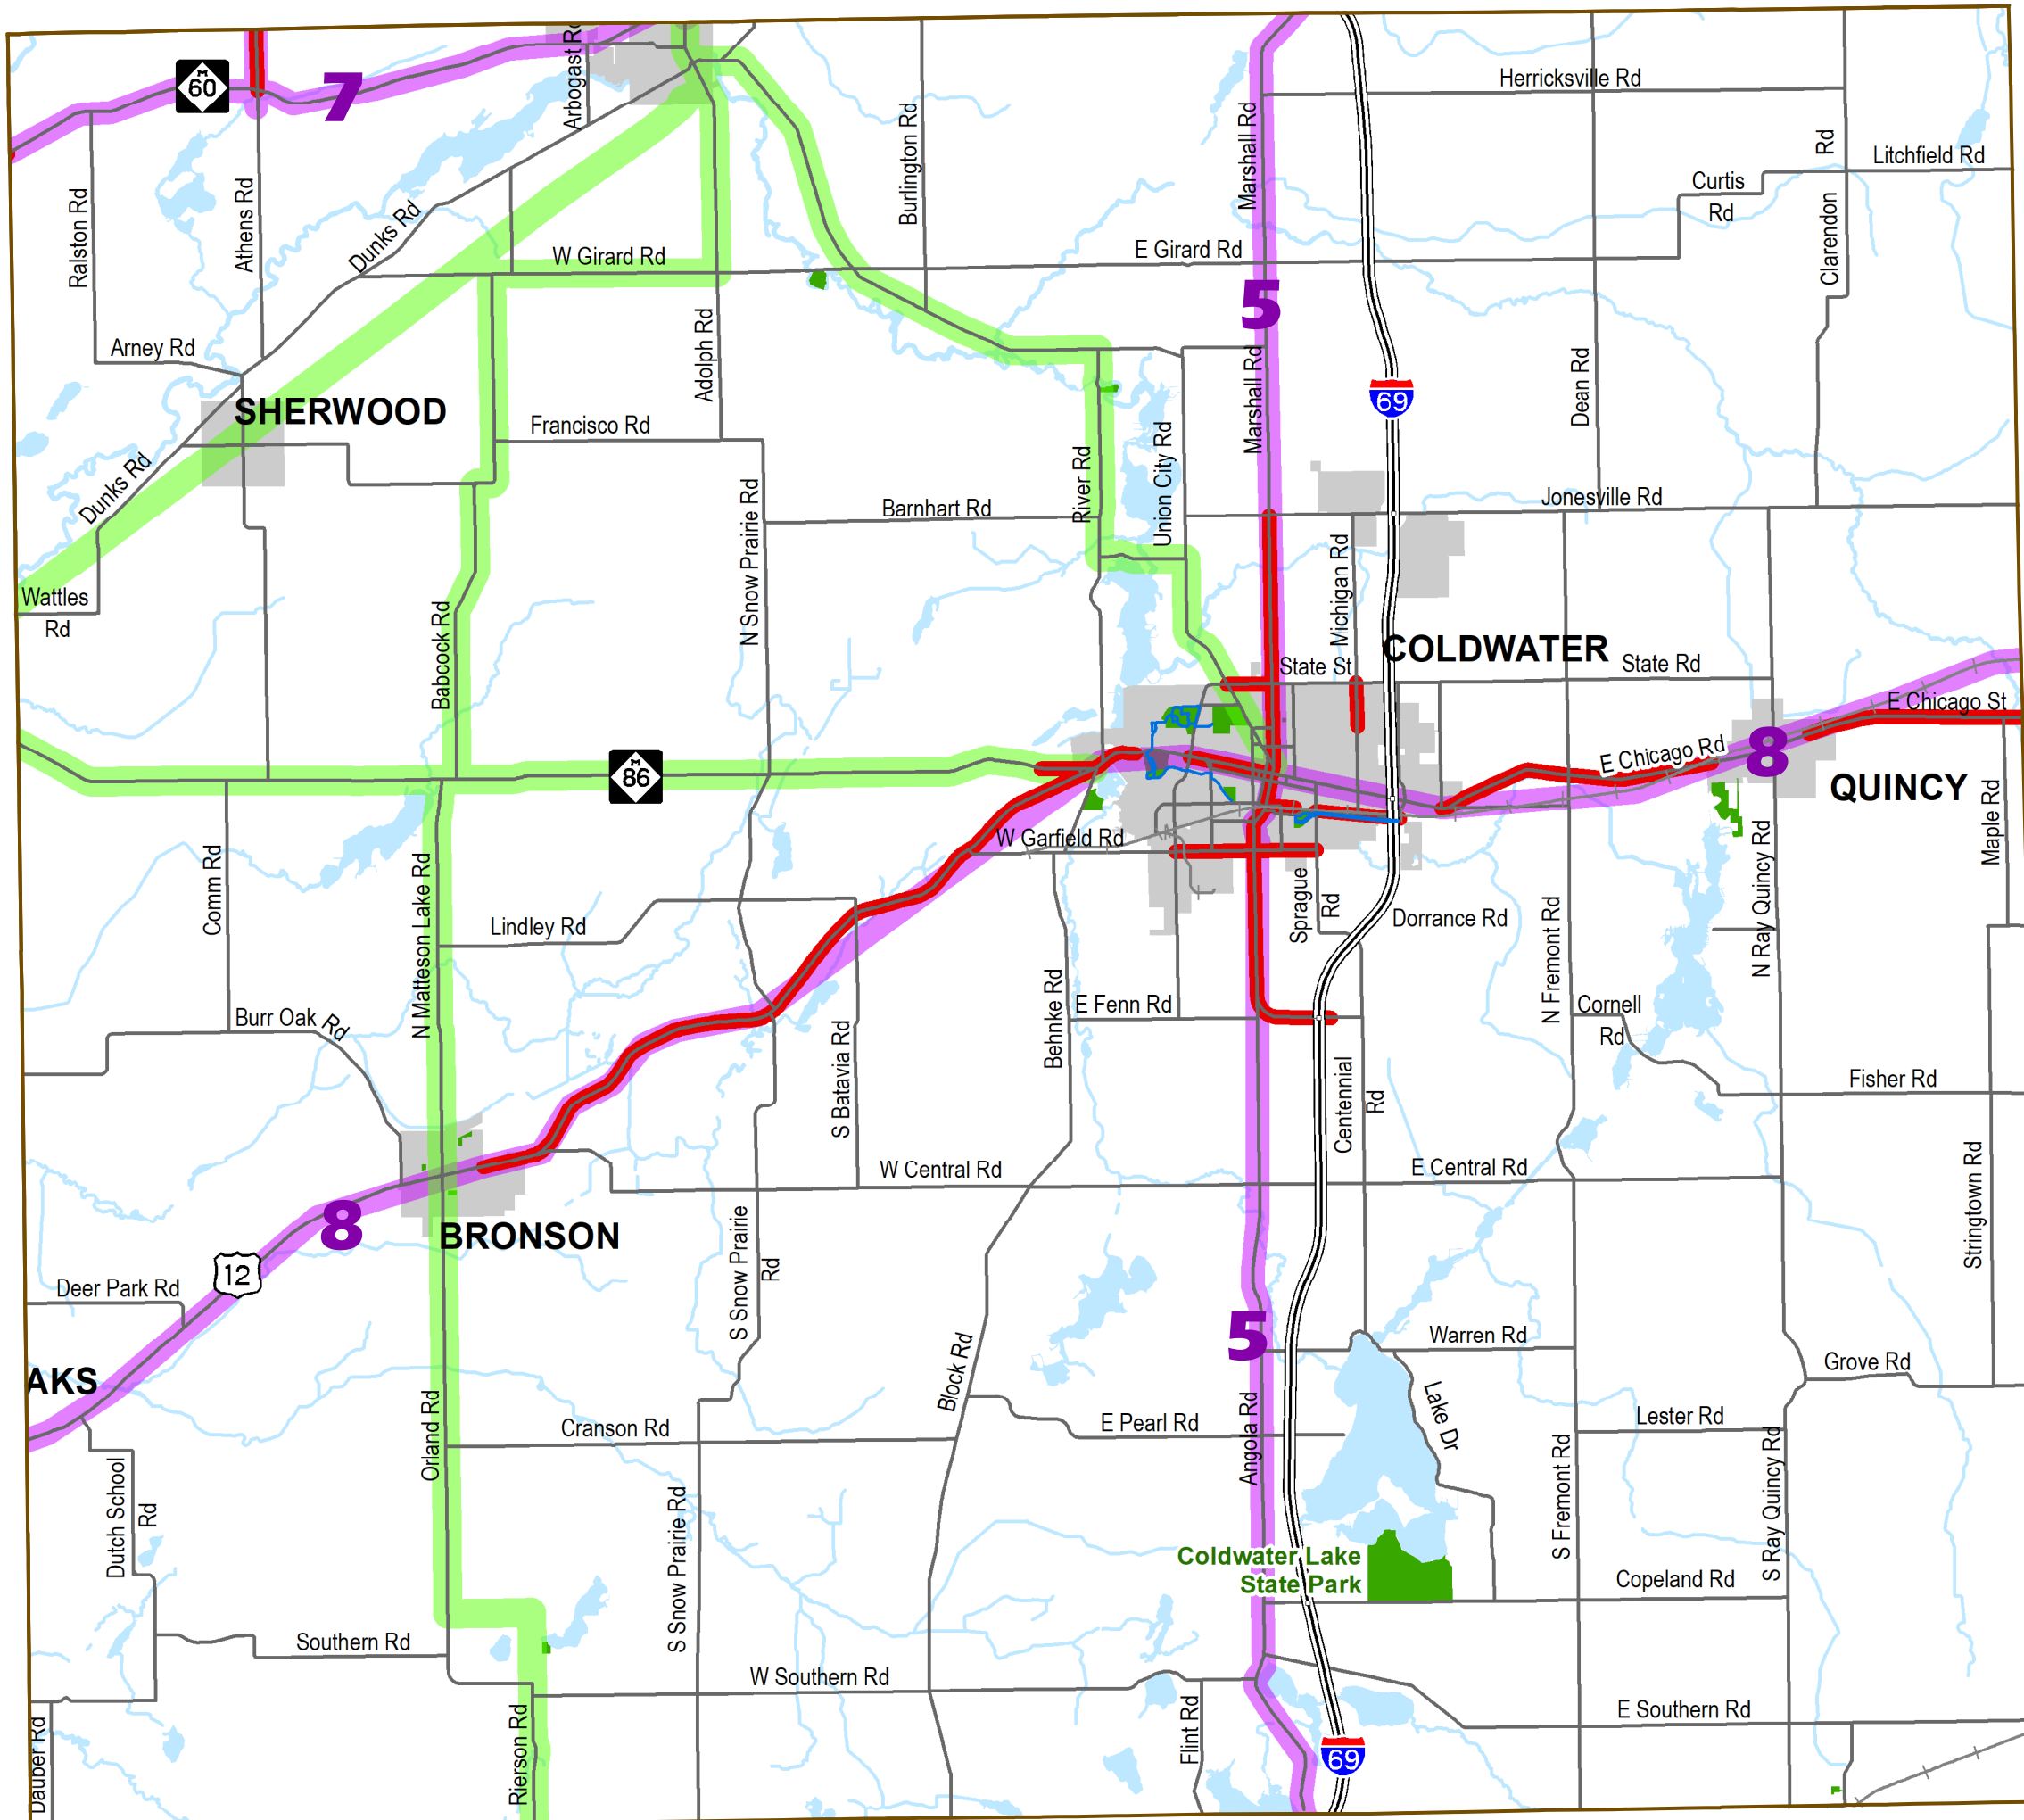 60
7
Arbogast Rd
Herricksville Rd
Burlington Rd
Marshall Rd
Rd
Clarendon
Litchfield Rd
Curtis
Rd
Ralston Rd
Athens Rd
Dunks Rd
W Girard Rd
E Girard Rd
5
Arney Rd
Adolph Rd
Marshall Rd
69
Dean Rd
SHERWOOD
Francisco Rd
Dunks Rd
N Snow Prairie Rd
Barnhart Rd
River Rd
Union City Rd
Jonesville Rd
Michigan Rd
Wattles
Rd
Babcock Rd
COLDWATER
State St
State Rd
E Chicago St
M
86
E Chicago Rd
8
QUINCY
Maple Rd
W Garfield Rd
Comm Rd
N Matteson Lake Rd
Lindley Rd
Sprague
Rd
Dorrance Rd
N Fremont Rd
N Ray Quincy Rd
Burr Oak Rd
Behnke Rd
E Fenn Rd
Cornell
Rd
S Batavia Rd
Centennial
Rd
Fisher Rd
W Central Rd
E Central Rd
Stringtown Rd
8
BRONSON
S Snow Prairie
Rd
12
Deer Park Rd
5
Warren Rd
Grove Rd
AKS
Block Rd
Lake Dr
Orland Rd
Cranson Rd
E Pearl Rd
Angola Rd
Lester Rd
Dutch School
Rd
S Snow Prairie Rd
S Fremont Rd
S Ray Quincy Rd
Coldwater Lake
State Park
Copeland Rd
Southern Rd
W Southern Rd
E Southern Rd
Dauber Rd
Rierson Rd
Flint Rd
69